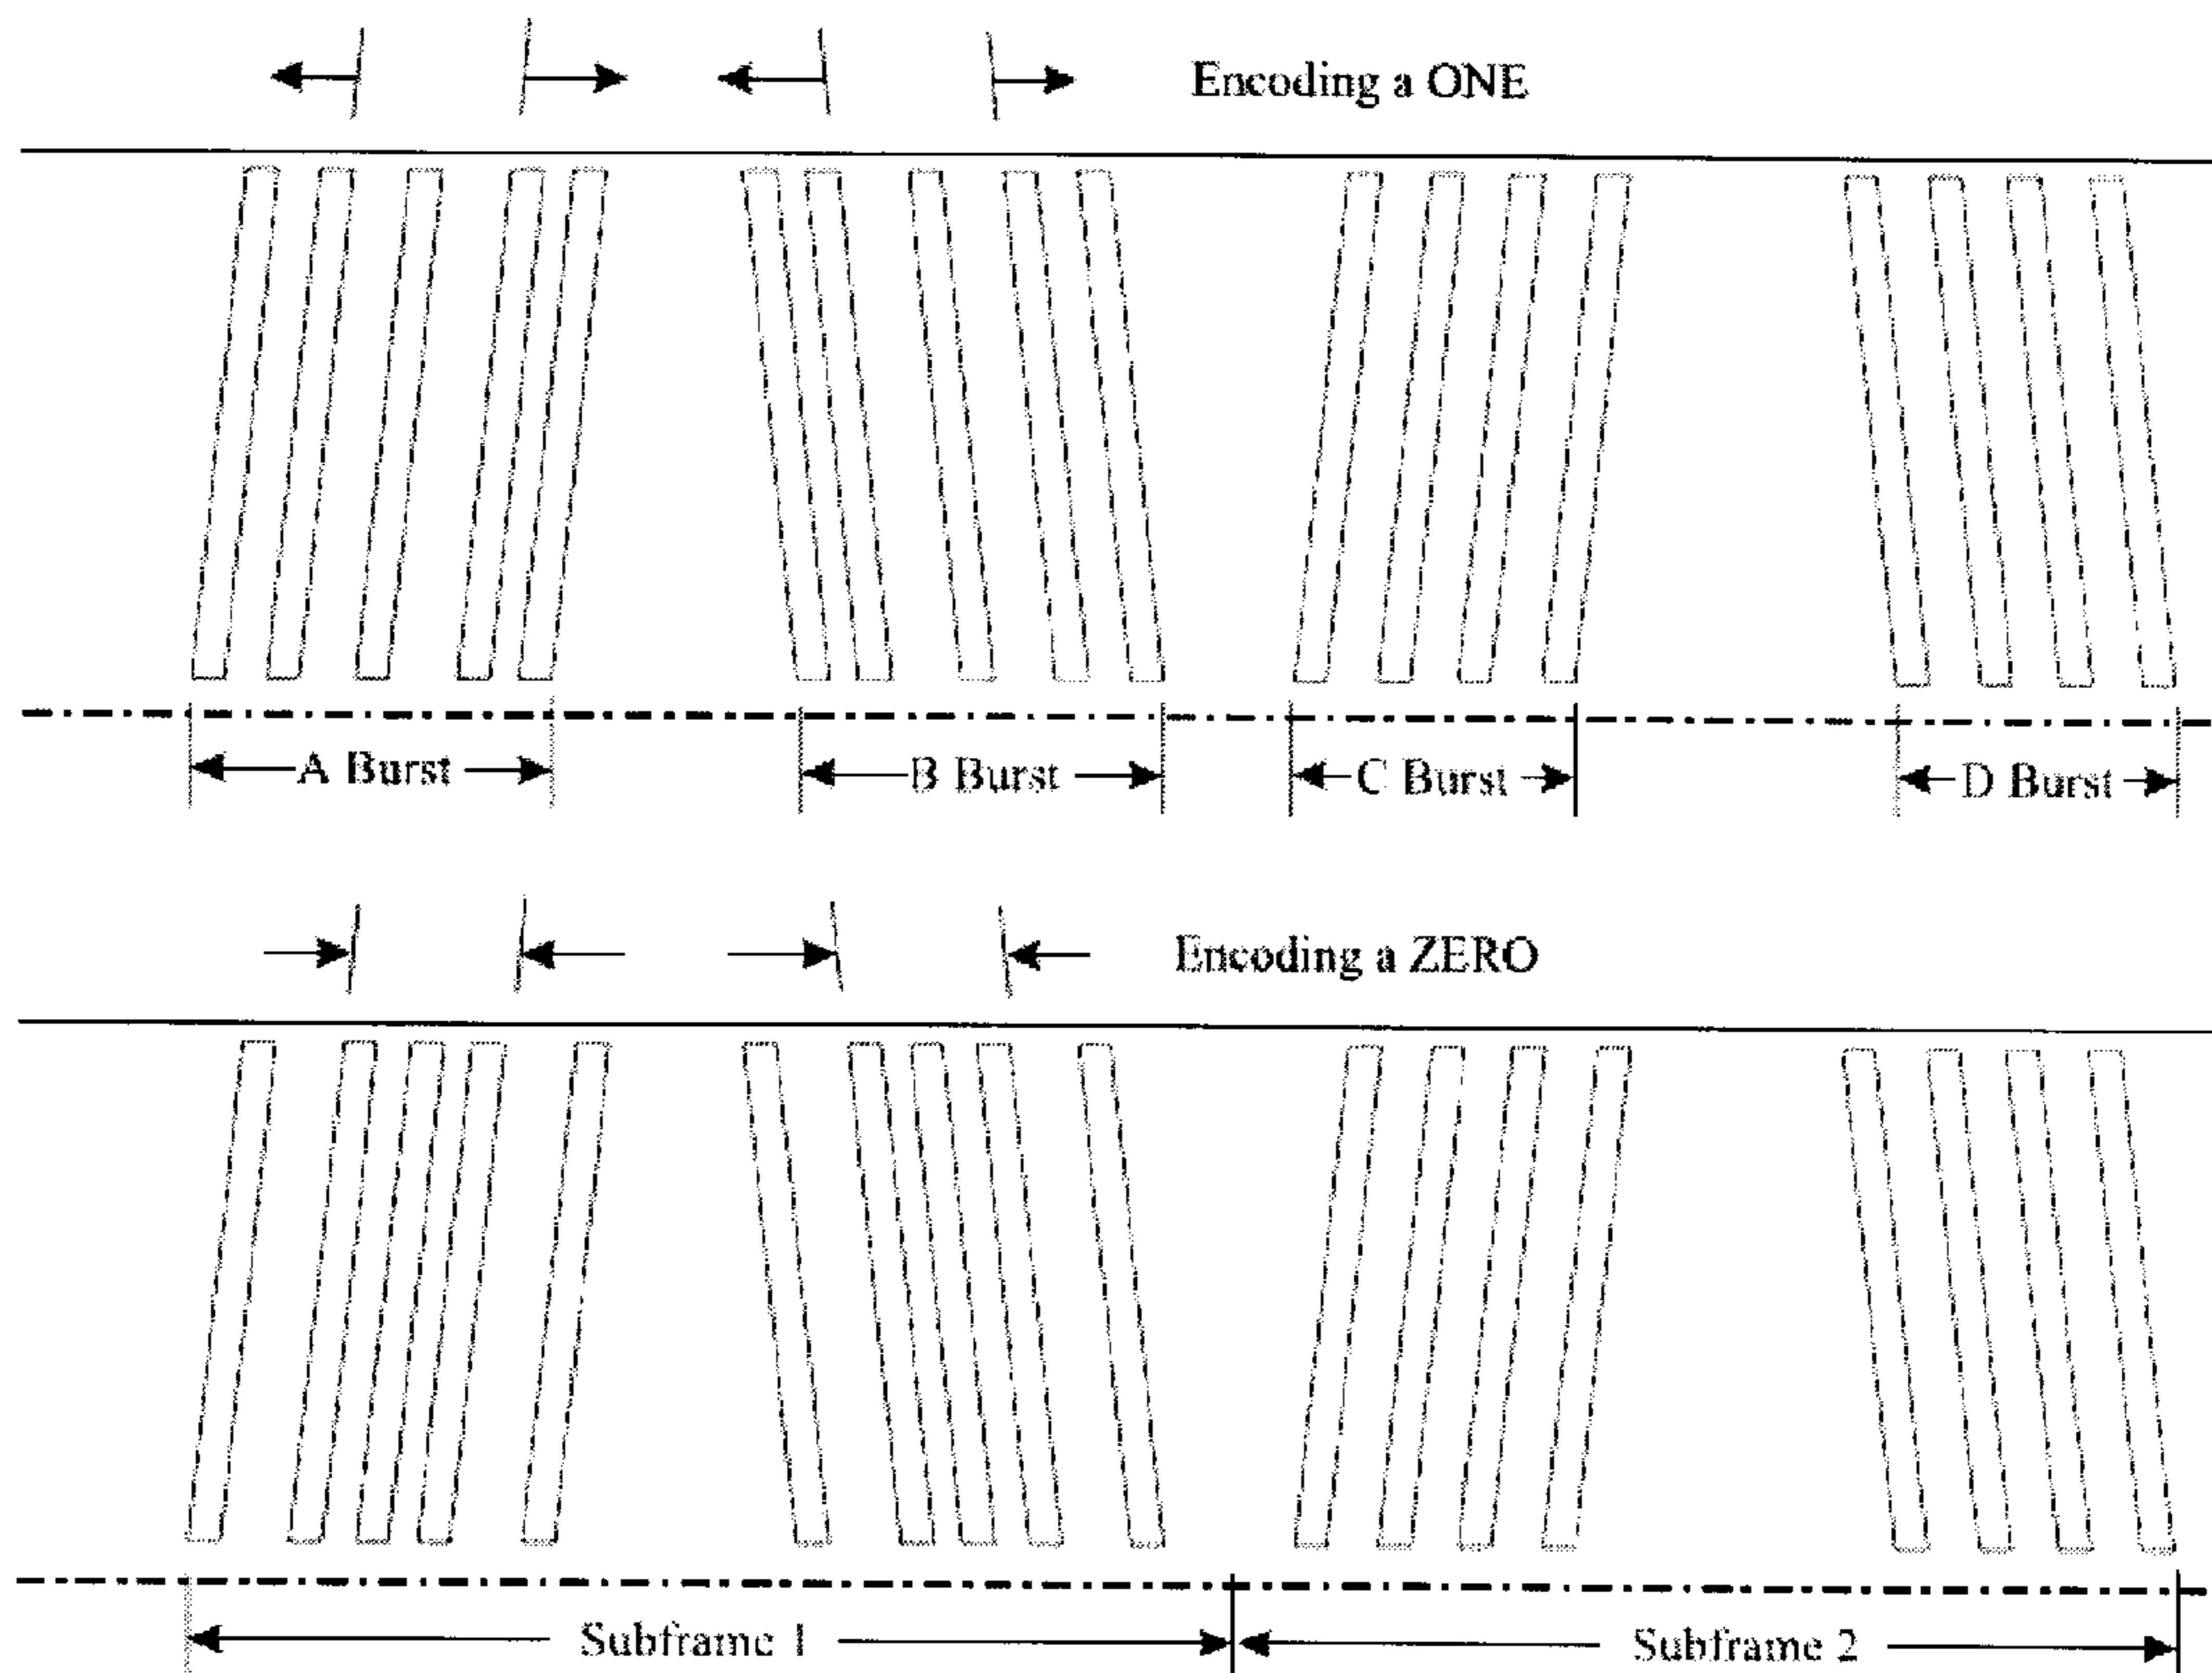 Encoding a ONE
A Burst
B Burst
C Burst
D Burst
Encoding a ZERO
Subframe 1
Subframe 2